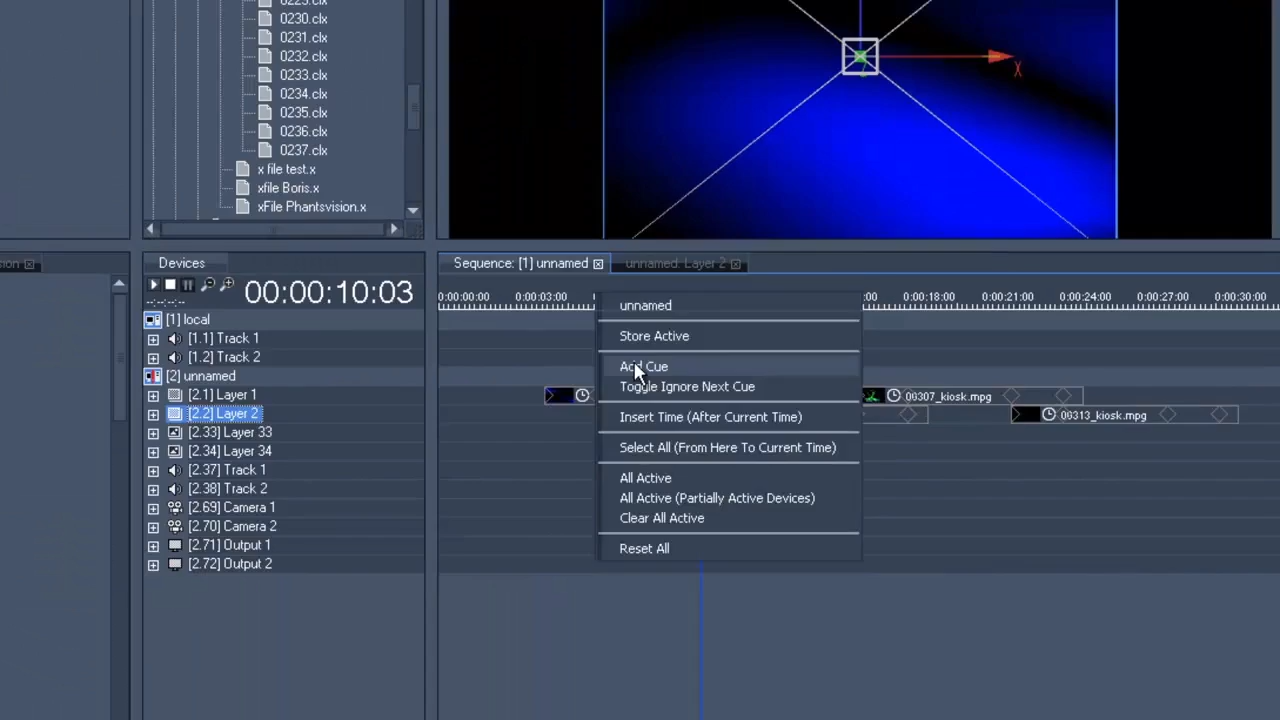 0229.clx
0230.clx
0231.clx
0232.clx
0233.clx
0234.clx
0235.clx
0236.clx
0237.clx
x file test.x
xfile Boris.x
xFile Phantsvision.x
X
Devices
Sequence: [1] unnamed
unnamed: Layer 2
00:00:10:03
0:00:00:00 0:00:03:00 :00 0:00:18:00 0:00:21:00 0:00:24:00 0:00:27:00 0:00:30:00
[1] local
[1.1] Track 1
[1.2] Track 2
[2] unnamed
[2.1] Layer 1
[2.2] Layer 2
[2.33] Layer 33
[2.34] Layer 34
[2.37] Track 1
[2.38] Track 2
[2.69] Camera 1
[2.70] Camera 2
[2.71] Output 1
[2.72] Output 2
unnamed
Store Active
Add Cue
Toggle Ignore Next Cue
Insert Time (After Current Time)
Select All (From Here To Current Time)
All Active
All Active (Partially Active Devices)
Clear All Active
Reset All
00307_kiosk.mpg
00313_kiosk.mpg